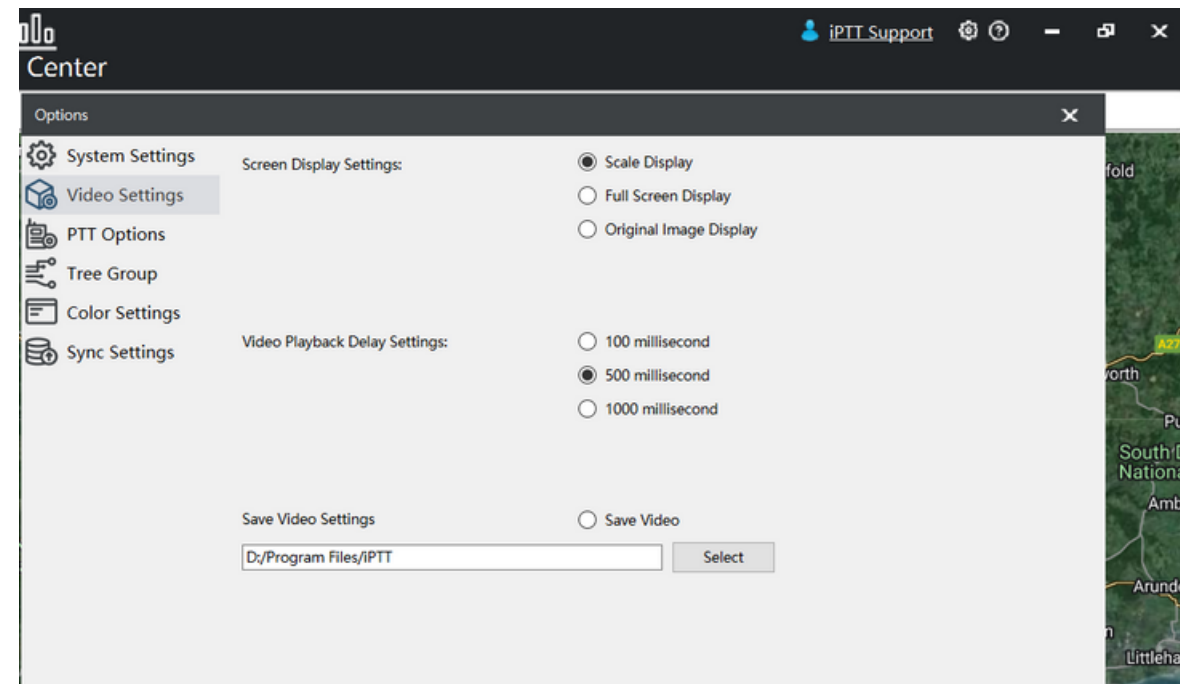 iPTT Support
Center
Options
System Settings
Video Settings
PTT Options
Tree Group
Color Settings
Sync Settings
Screen Display Settings:
Scale Display
Full Screen Display
Original Image Display
Video Playback Delay Settings:
100 millisecond
500 millisecond
1000 millisecond
Save Video Settings
Save Video
D:/Program Files/iPTT
Select
fold
A27
orth
Pu
South D
Nationa
Amb
Arunde
n
Littleha